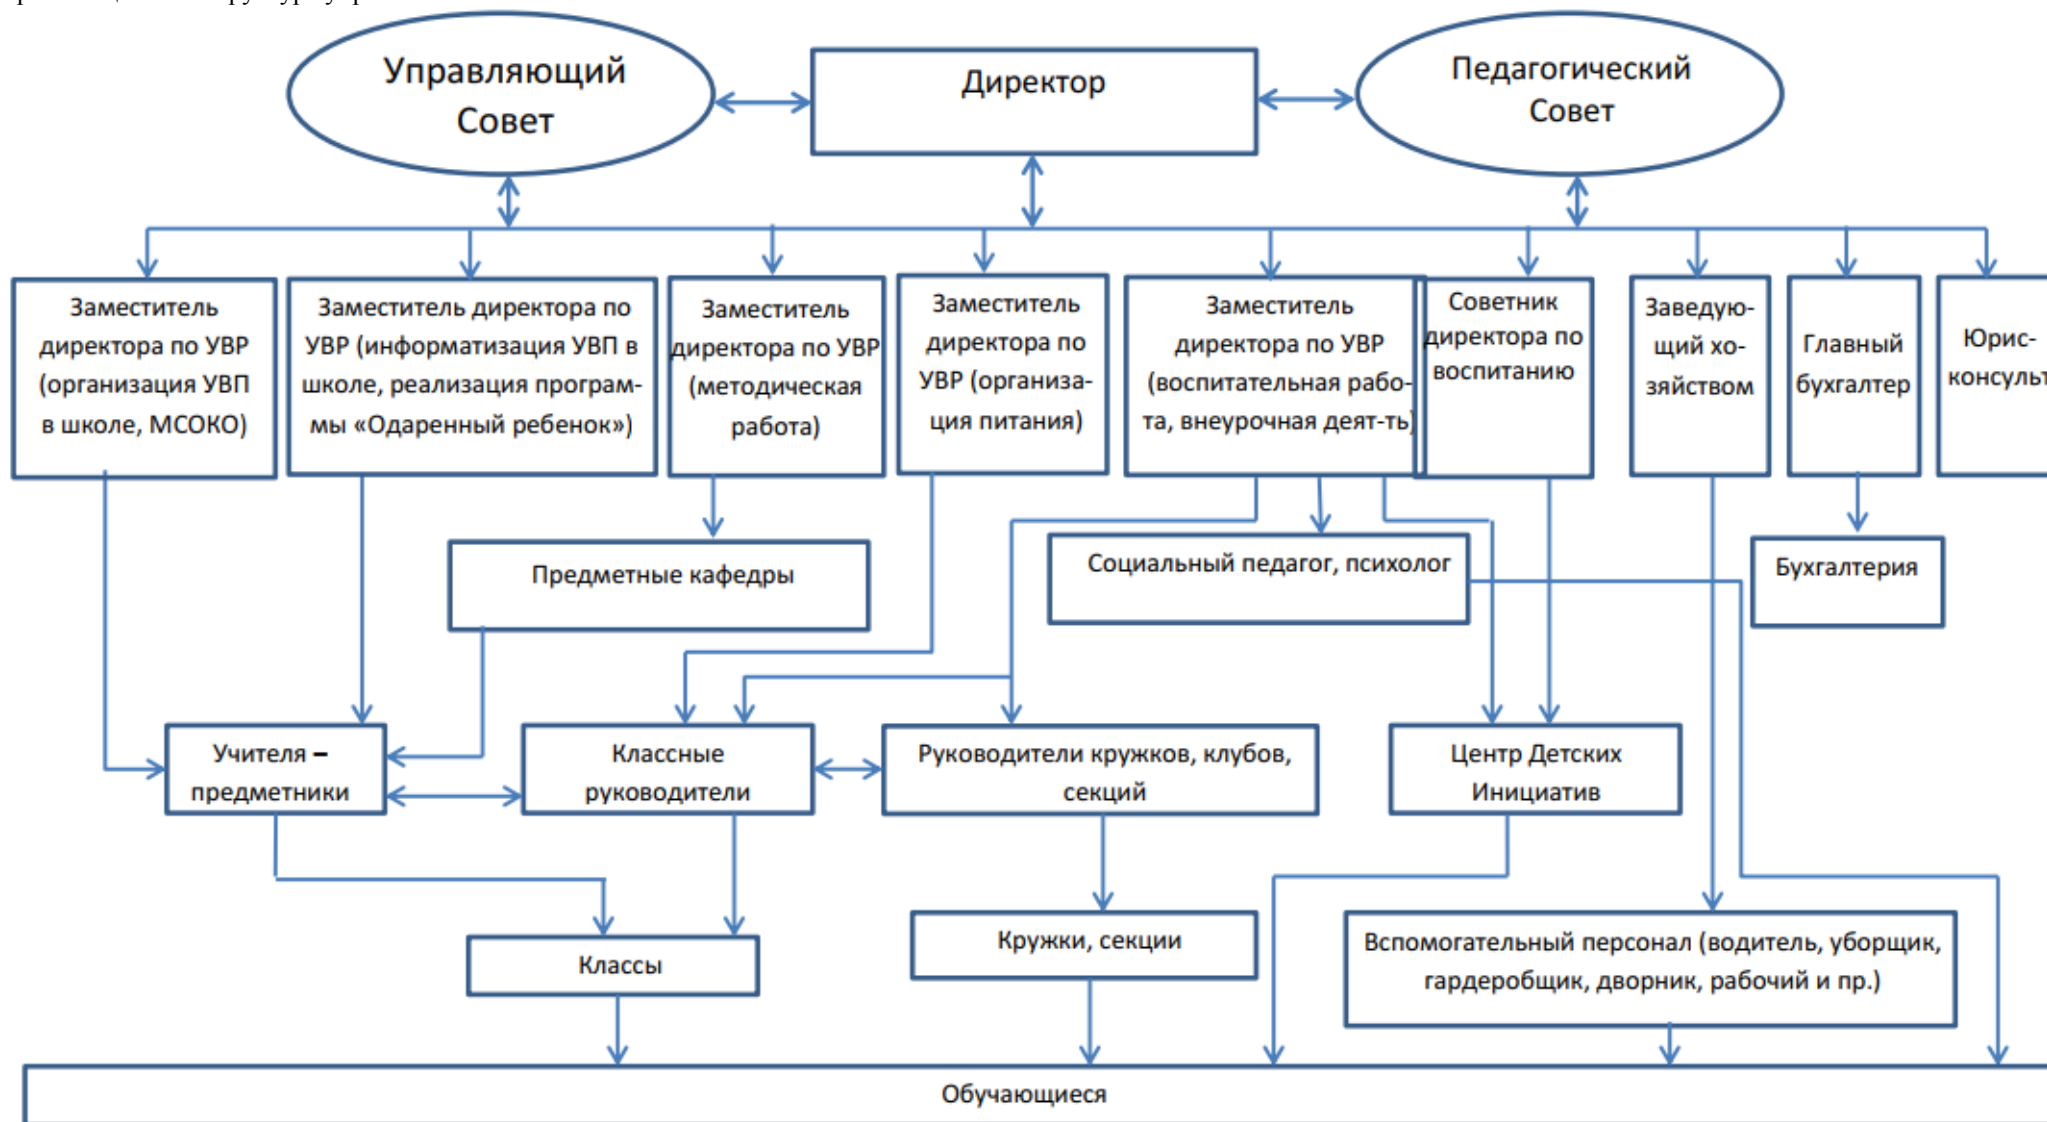 Управляющий
Совет
Директор
Педагогический
Совет
Заместитель
директора по УВР
(организация УВП
в школе, МСОКО)
Заместитель директора по
УВР (информатизация УВП в
школе, реализация програм-
мы «Одаренный ребенок»)
Заместитель
директора по УВР
(методическая
работа)
Заместитель
директора по
УВР (организа-
ция питания)
Заместитель
директора по УВР
(воспитательная рабо-
та, внеурочная деят-ть)
Советник
директора по
воспитанию
Заведую-
щий хо-
зяйством
Главный
бухгалтер
Юрис-
консульт
Предметные кафедры
Социальный педагог, психолог
Бухгалтерия
Учителя –
предметники
Классные
руководители
Руководители кружков, клубов,
секций
Центр Детских
Инициатив
Классы
Кружки, секции
Вспомогательный персонал (водитель, уборщик,
гардеробщик, дворник, рабочий и пр.)
Обучающиеся